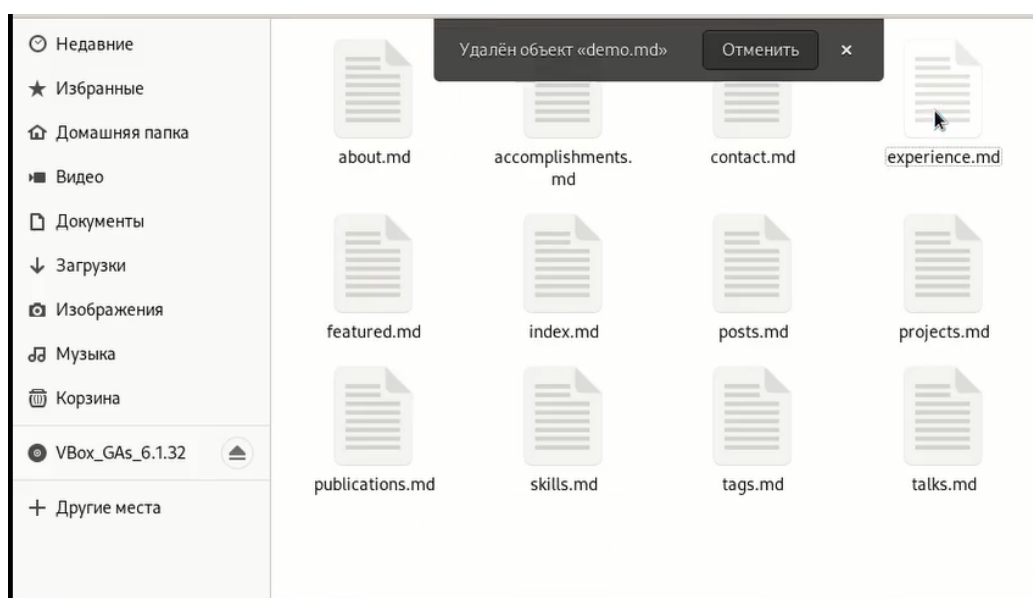 Недавние
Избранные
Домашняя папка
Видео
Документы
Загрузки
Изображения
Музыка
Корзина
VBox_GAs_6.1.32
Другие места
Удалён объект «demo.md»
Отменить
about.md
accomplishments.
md
contact.md
experience.md
featured.md
index.md
posts.md
projects.md
publications.md
skills.md
tags.md
talks.md